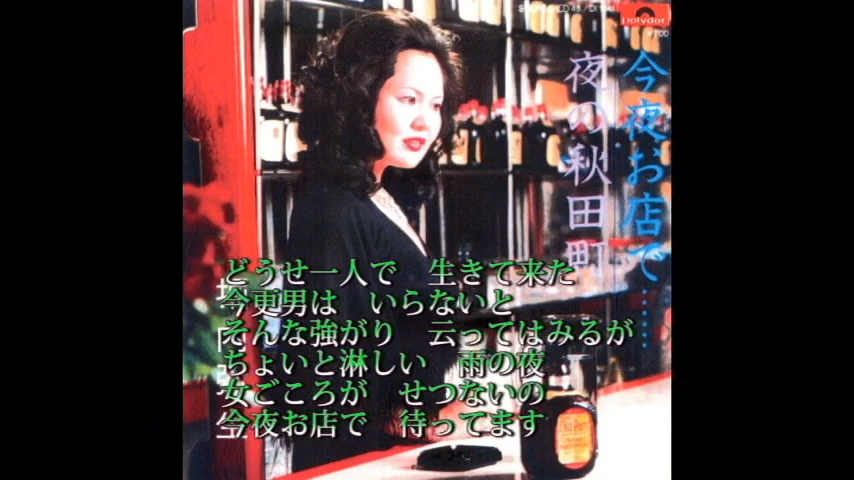 polydor
¥700
今夜お店で……
夜の秋田町
どうせ一人で　生きて来た
今更男は　いらないと
そんな強がり　云ってはみるが
ちょいと淋しい　雨の夜
女ごころが　せつないの
今夜お店で　待ってます